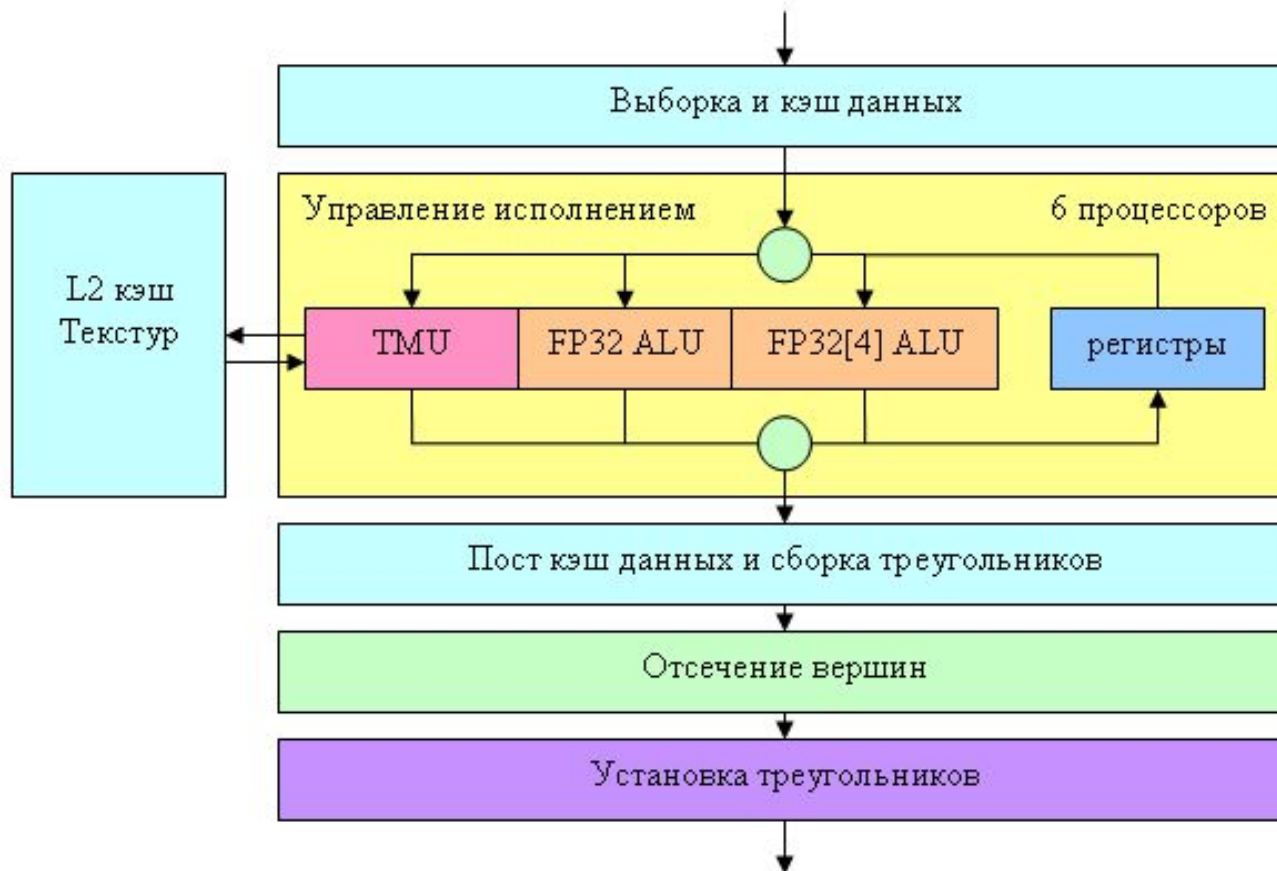 Выборка и кэш данных
Управление исполнением
6 процессоров
L2 кэш
Текстур
TMU
FP32 ALU
FP32[4] ALU
регистры
Пост кэш данных и сборка треугольников
Отсечение вершин
Установка треугольников